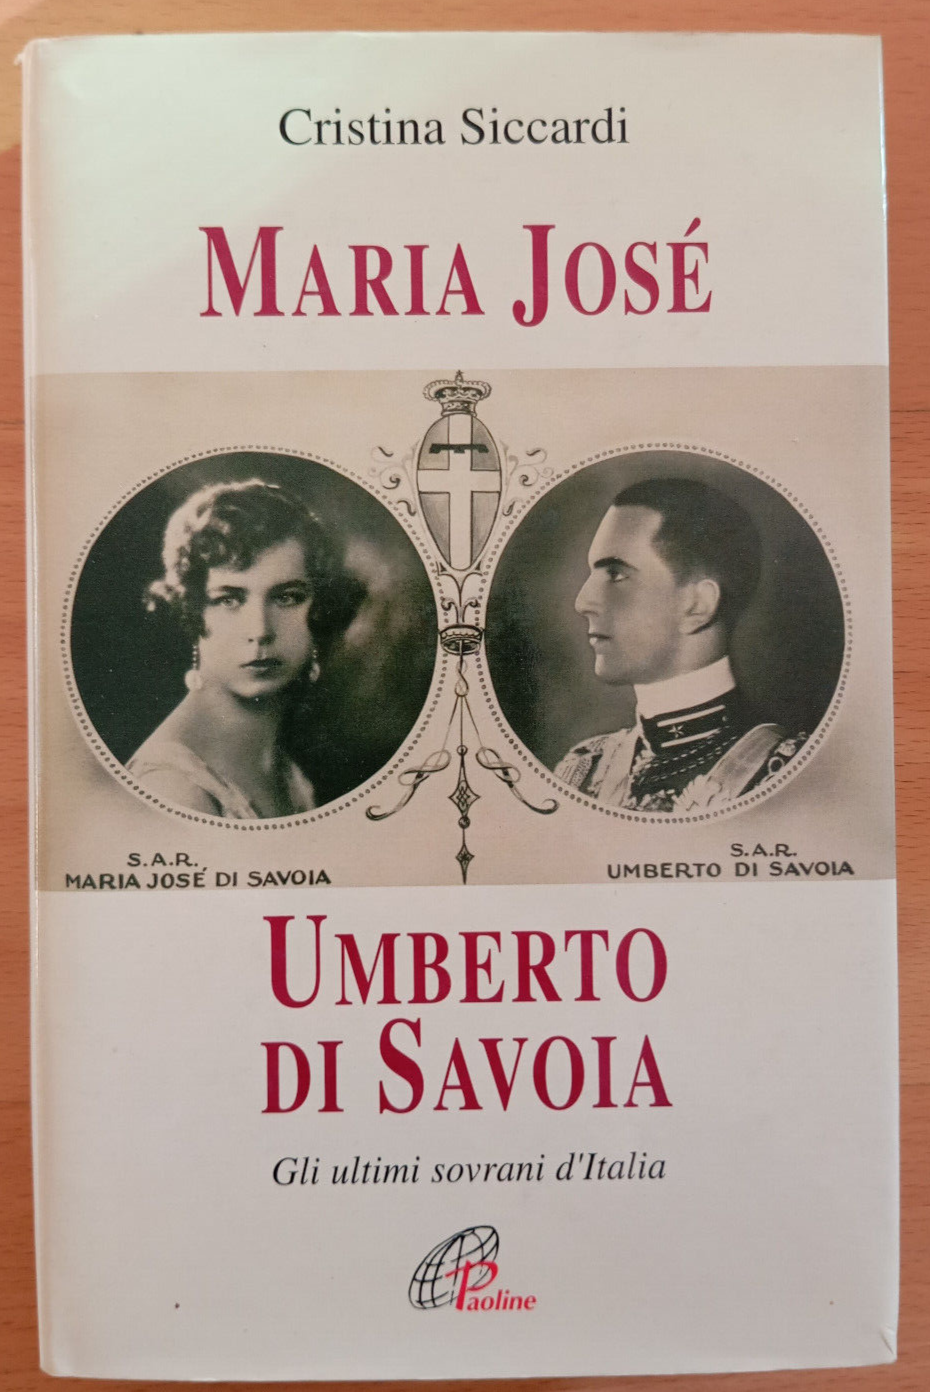 Cristina Siccardi
MARIA JOSÉ
S.A.R.
MARIA JOSÉ DI SAVOIA
S.A.R.
UMBERTO DI SAVOIA
UMBERTO
DI SAVOIA
Gli ultimi sovrani d'Italia
Paoline